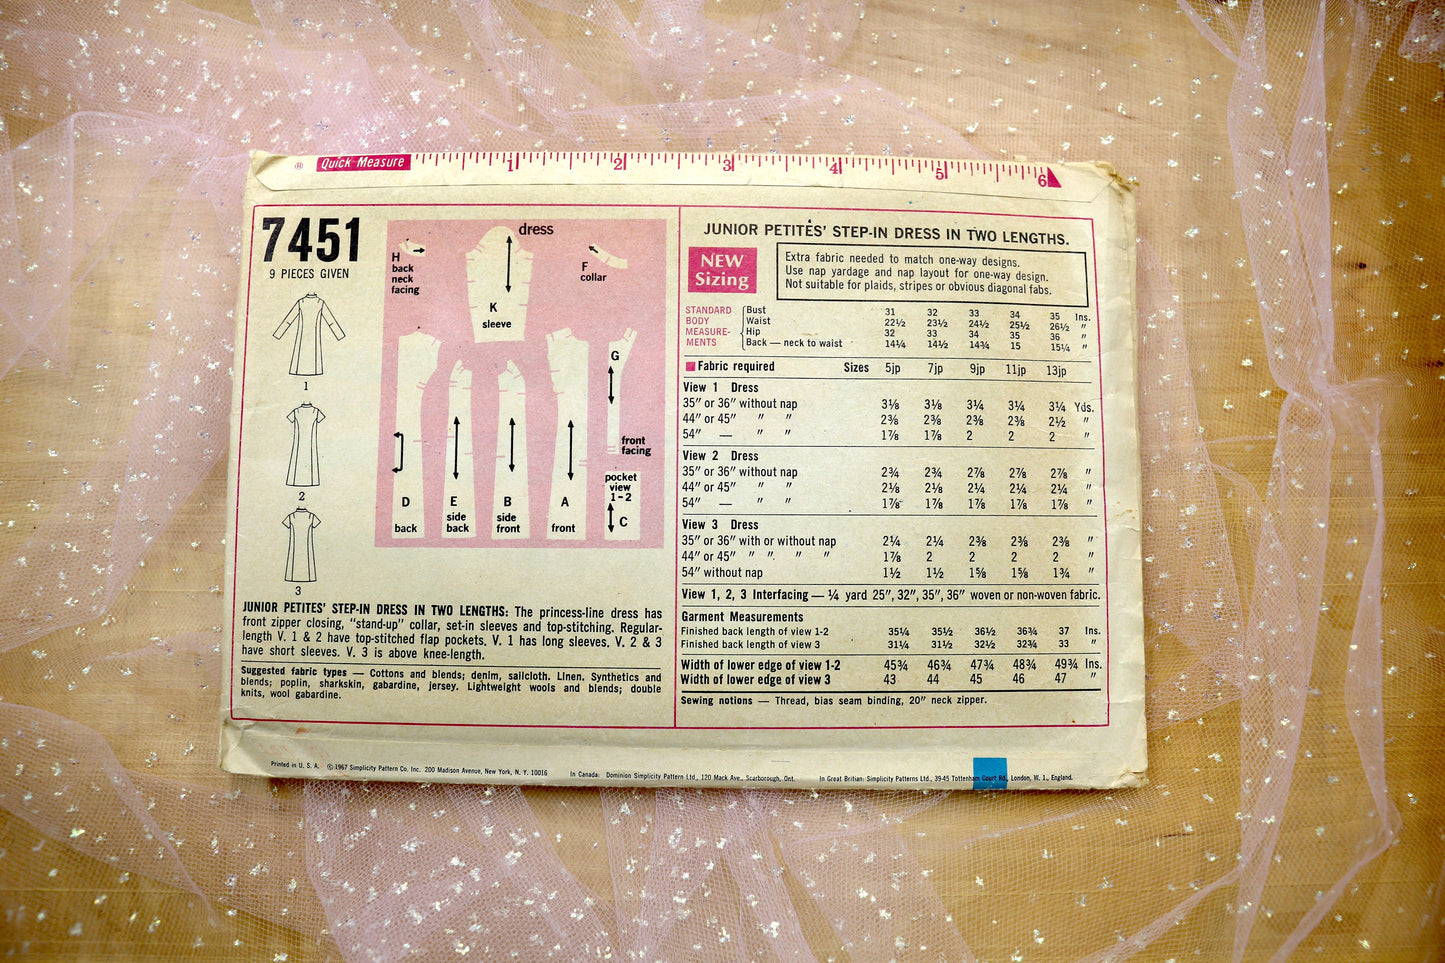 ® Quick Measure 1 2 3 4 5 6
7451
9 PIECES GIVEN
1
2
3
dress
H
back
neck
facing
K
sleeve
F
collar
G
front
facing
pocket
view
1-2
C
D
back
E
side
back
B
side
front
A
front
JUNIOR PETITES' STEP-IN DRESS IN TWO LENGTHS: The princess-line dress has
front zipper closing, "stand-up" collar, set-in sleeves and top-stitching. Regular-
length V. 1 & 2 have top-stitched flap pockets. V. 1 has long sleeves. V. 2 & 3
have short sleeves. V. 3 is above knee-length.
Suggested fabric types — Cottons and blends; denim, sailcloth. Linen. Synthetics and
blends; poplin, sharkskin, gabardine, jersey. Lightweight wools and blends; double
knits, wool gabardine.
JUNIOR PETITES' STEP-IN DRESS IN TWO LENGTHS.
NEW
Sizing
Extra fabric needed to match one-way designs.
Use nap yardage and nap layout for one-way design.
Not suitable for plaids, stripes or obvious diagonal fabs.
STANDARD
BODY
MEASURE-
MENTS
Bust 31 32 33 34 35 Ins.
Waist 22½ 23½ 24½ 25½ 26½ "
Hip 32 33 34 35 36 "
Back — neck to waist 14¼ 14½ 14¾ 15 15¼ "
Fabric required Sizes 5jp 7jp 9jp 11jp 13jp
View 1 Dress
35" or 36" without nap 3⅛ 3⅛ 3¼ 3¼ 3¼ Yds.
44" or 45" " " 2⅜ 2⅜ 2⅜ 2⅜ 2½ "
54" — " " 1⅞ 1⅞ 2 2 2 "
View 2 Dress
35" or 36" without nap 2¾ 2¾ 2⅞ 2⅞ 2⅞ "
44" or 45" " " 2⅛ 2⅛ 2¼ 2¼ 2¼ "
54" — " " 1⅞ 1⅞ 1⅞ 1⅞ 1⅞ "
View 3 Dress
35" or 36" with or without nap 2¼ 2¼ 2⅜ 2⅜ 2⅜ "
44" or 45" " " " " 1⅞ 2 2 2 2 "
54" without nap 1½ 1½ 1⅝ 1⅝ 1¾ "
View 1, 2, 3 Interfacing — ¼ yard 25", 32", 35", 36" woven or non-woven fabric.
Garment Measurements
Finished back length of view 1-2 35¼ 35½ 36½ 36¾ 37 Ins.
Finished back length of view 3 31¼ 31½ 32½ 32¾ 33 "
Width of lower edge of view 1-2 45¾ 46¾ 47¾ 48¾ 49¾ Ins.
Width of lower edge of view 3 43 44 45 46 47 "
Sewing notions — Thread, bias seam binding, 20" neck zipper.
Printed in U. S. A. ©1967 Simplicity Pattern Co. Inc. 200 Madison Avenue, New York, N. Y. 10016 In Canada: Dominion Simplicity Pattern Ltd., 120 Mack Ave., Scarborough, Ont. In Great Britian: Simplicity Patterns Ltd., 39-45 Tottenham Court Rd., London, W. 1., England.